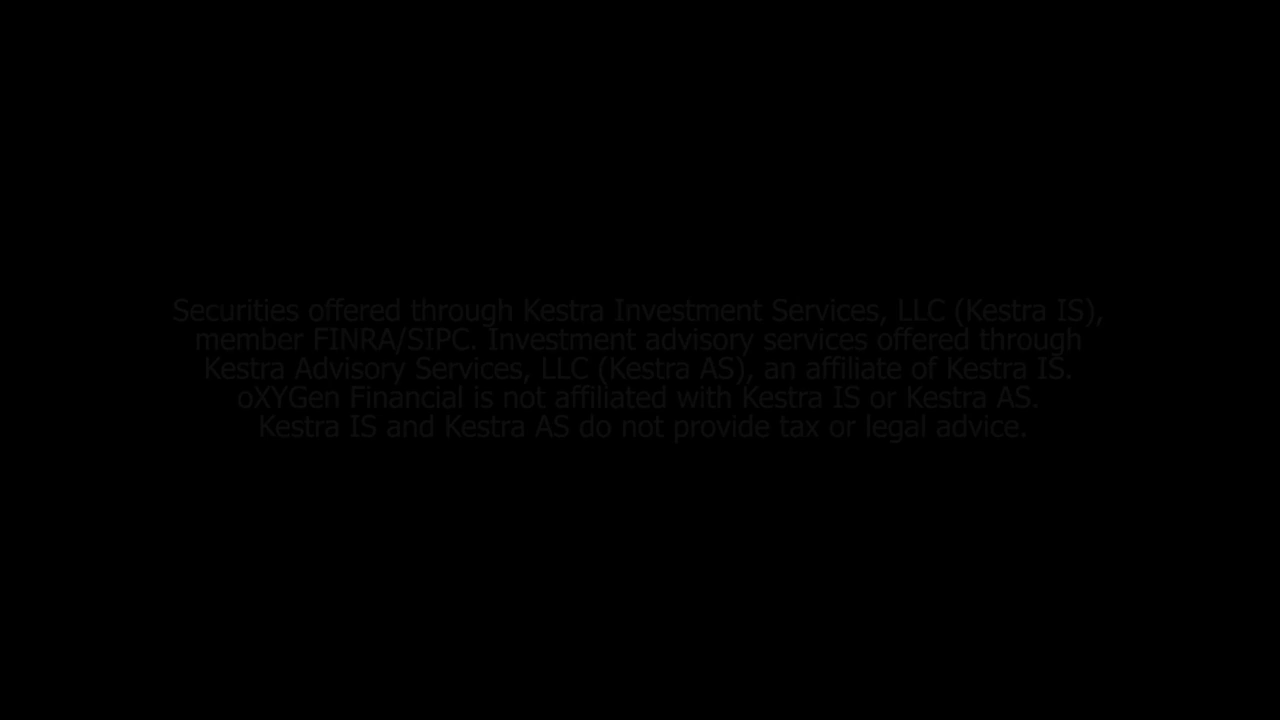 Securities offered through Kestra Investment Services, LLC (Kestra IS),
member FINRA/SIPC. Investment advisory services offered through
Kestra Advisory Services, LLC (Kestra AS), an affiliate of Kestra IS.
oXYGen Financial is not affiliated with Kestra IS or Kestra AS.
Kestra IS and Kestra AS do not provide tax or legal advice.